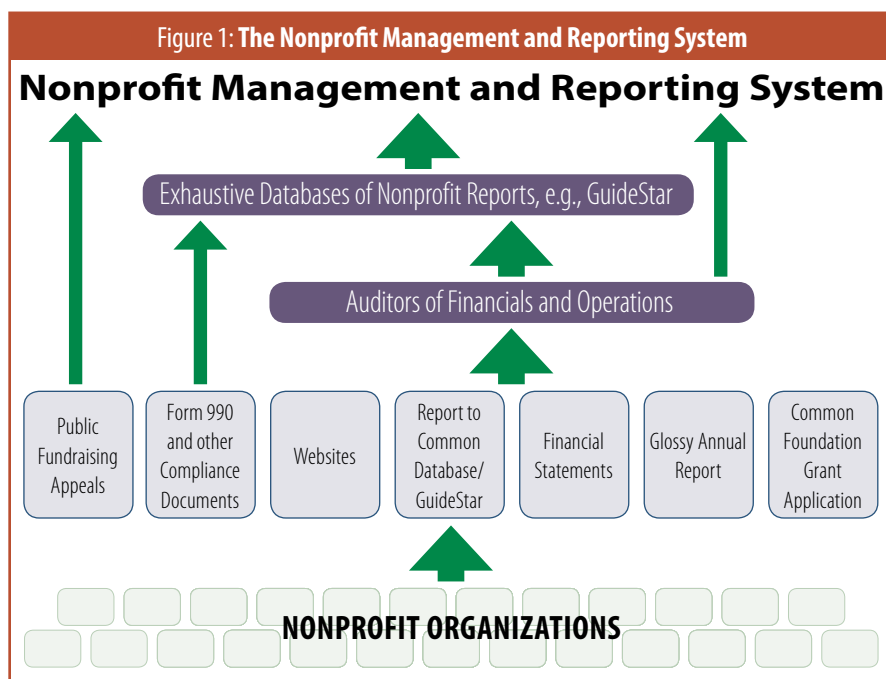 Figure 1: The Nonprofit Management and Reporting System
Nonprofit Management and Reporting System
Exhaustive Databases of Nonprofit Reports, e.g., GuideStar
Auditors of Financials and Operations
Public
Fundraising
Appeals
Form 990
and other
Compliance
Documents
Websites
Report to
Common
Database/
GuideStar
Financial
Statements
Glossy Annual
Report
Common
Foundation
Grant
Application
NONPROFIT ORGANIZATIONS